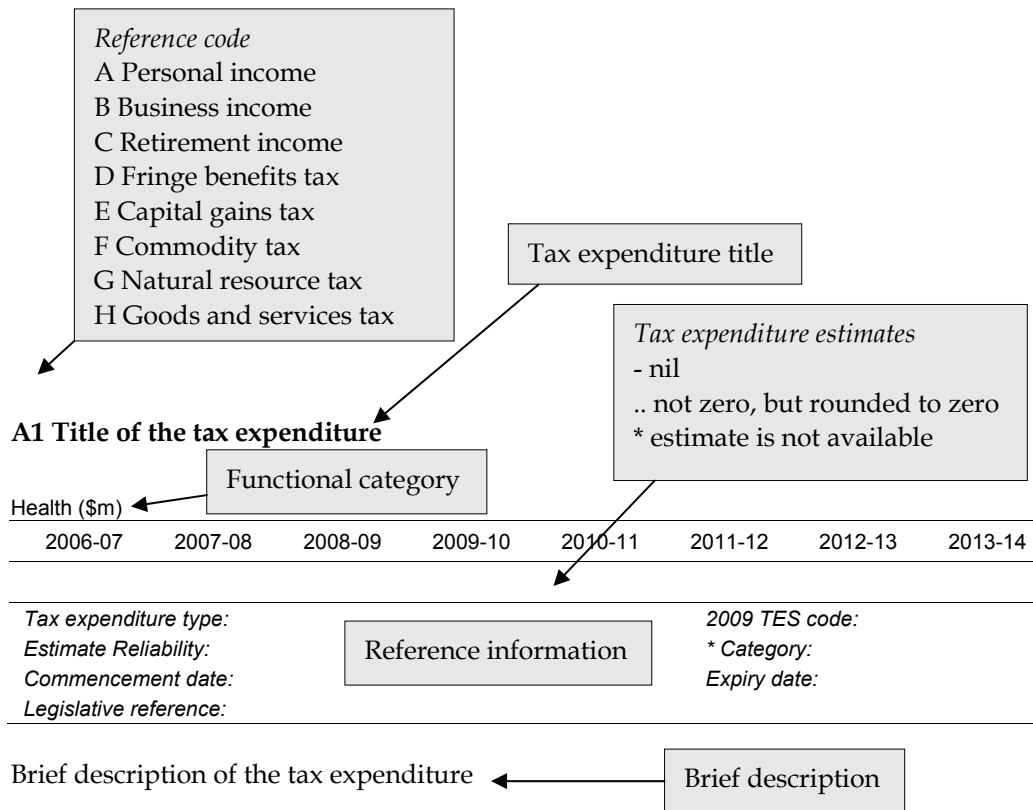 Reference code
A Personal income
B Business income
C Retirement income
D Fringe benefits tax
E Capital gains tax
F Commodity tax
G Natural resource tax
H Goods and services tax
Tax expenditure title
Tax expenditure estimates
- nil
.. not zero, but rounded to zero
* estimate is not available
A1 Title of the tax expenditure
Functional category
Health ($m)
2006-07 2007-08 2008-09 2009-10 2010-11 2011-12 2012-13 2013-14
Tax expenditure type: 2009 TES code:
Estimate Reliability: * Category:
Reference information
Commencement date: Expiry date:
Legislative reference:
Brief description of the tax expenditure
Brief description